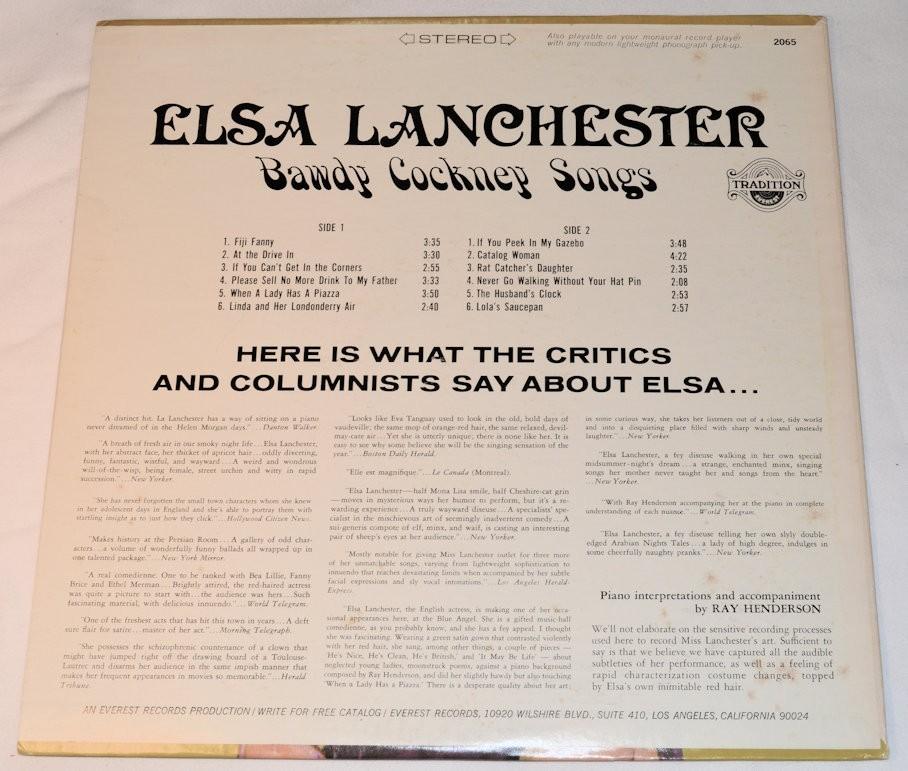 STEREO
Also playable on your monaural record player
with any modern lightweight phonograph pick-up.
2065
ELSA LANCHESTER
Bawdy Cockney Songs
TRADITION
EVEREST
SIDE 1
1. Fiji Fanny 3:35
2. At the Drive In 3:30
3. If You Can't Get In the Corners 2:55
4. Please Sell No More Drink To My Father 3:33
5. When A Lady Has A Piazza 3:50
6. Linda and Her Londonderry Air 2:40
SIDE 2
1. If You Peek In My Gazebo 3:48
2. Catalog Woman 4:22
3. Rat Catcher's Daughter 2:35
4. Never Go Walking Without Your Hat Pin 2:08
5. The Husband's Clock 2:53
6. Lola's Saucepan 2:57
HERE IS WHAT THE CRITICS
AND COLUMNISTS SAY ABOUT ELSA...
"A distinct hit. La Lanchester has a way of sitting on a piano
never dreamed of in the Helen Morgan days."...Danton Walker.
"A breath of fresh air in our smoky night life...Elsa Lanchester,
with her abstract face, her thicket of apricot hair...oddly diverting,
funny, fantastic, wistful, and wayward...A weird and wondrous
will-of-the-wisp, being female, street urchin and witty in rapid
succession."...New Yorker.
"She has never forgotten the small town characters whom she knew
in her adolescent days in England and she's able to portray them with
startling insight as to just how they click."...Hollywood Citizen News.
"Makes history at the Persian Room...A gallery of odd char-
acters...a volume of wonderfully funny ballads all wrapped up in
one talented package."...New York Mirror.
"A real comedienne. One to be ranked with Bea Lillie, Fanny
Brice and Ethel Merman...Brightly attired, the red-haired actress
was quite a picture to start with...the audience was hers...Such
fascinating material, with delicious innuendo."...World Telegram.
"One of the freshest acts that has hit this town in years...A deft
sure flair for satire...master of her art."...Morning Telegraph.
"She possesses the schizophrenic countenance of a clown that
might have jumped right off the drawing board of a Toulouse-
Lautrec and disarms her audience in the same impish manner that
makes her frequent appearances in movies so memorable."...Herald
Tribune.
"Looks like Eva Tanguay used to look in the old, bold days of
vaudeville, the same mop of orange-red hair, the same relaxed, devil-
may-care air...Yet she is utterly unique; there is none like her. It is
easy to see why some believe she will be the singing sensation of the
year."...Boston Daily Herald.
"Elle est magnifique."...Le Canada (Montreal).
"Elsa Lanchester—half Mona Lisa smile, half Cheshire-cat grin
—moves in mysterious ways her humor to perform, but it's a re-
warding experience...A truly wayward disease...A specialists' spe-
cialist in the mischievous art of seemingly inadvertent comedy...A
sui-generis compote of elf, minx, and waif, is casting an interesting
pair of sheep's eyes at her audience."...New Yorker.
"Mostly notable for giving Miss Lanchester outlet for three more
of her unmatchable songs, varying from lightweight sophistication to
innuendo that reaches devastating limits when accompanied by her subtle
facial expressions and sly vocal intonations."...Los Angeles Herald-
Express.
"Elsa Lanchester, the English actress, is making one of her occa-
sional appearances here, at the Blue Angel. She is a gifted music-hall
comedienne, as you probably know, and she has a fey appeal. I thought
she was fascinating. Wearing a green satin gown that contrasted violently
with her red hair, she sang, among other things, a couple of pieces —
'He's Nice, He's Clean, He's British,' and 'It May Be Life' — about
neglected young ladies, moonstruck poems, against a piano background
composed by Ray Henderson, and did her slightly bawdy but also touching
'When a Lady Has a Piazza.' There is a desperate quality about her art;
in some curious way, she takes her listeners out of a close, tidy world
and into a disquieting place filled with sharp winds and unsteady
laughter."...New Yorker.
"Elsa Lanchester, a fey disease walking in her own special
midsummer-night's dream...a strange, enchanted minx, singing
songs her mother never taught her and songs from the heart."
...New Yorker.
"With Ray Henderson accompanying her at the piano in complete
understanding of each nuance."...World Telegram.
"Elsa Lanchester, a fey disease telling her own slyly double-
edged Arabian Nights Tales...a lady of high degree, indulges in
some cheerfully naughty pranks."...New Yorker.
Piano interpretations and accompaniment
by RAY HENDERSON
We'll not elaborate on the sensitive recording processes
used here to record Miss Lanchester's art. Sufficient to
say is that we believe we have captured all the audible
subtleties of her performance, as well as a feeling of
rapid characterization costume changes, topped
by Elsa's own inimitable red hair.
AN EVEREST RECORDS PRODUCTION / WRITE FOR FREE CATALOG / EVEREST RECORDS, 10920 WILSHIRE BLVD., SUITE 410, LOS ANGELES, CALIFORNIA 90024